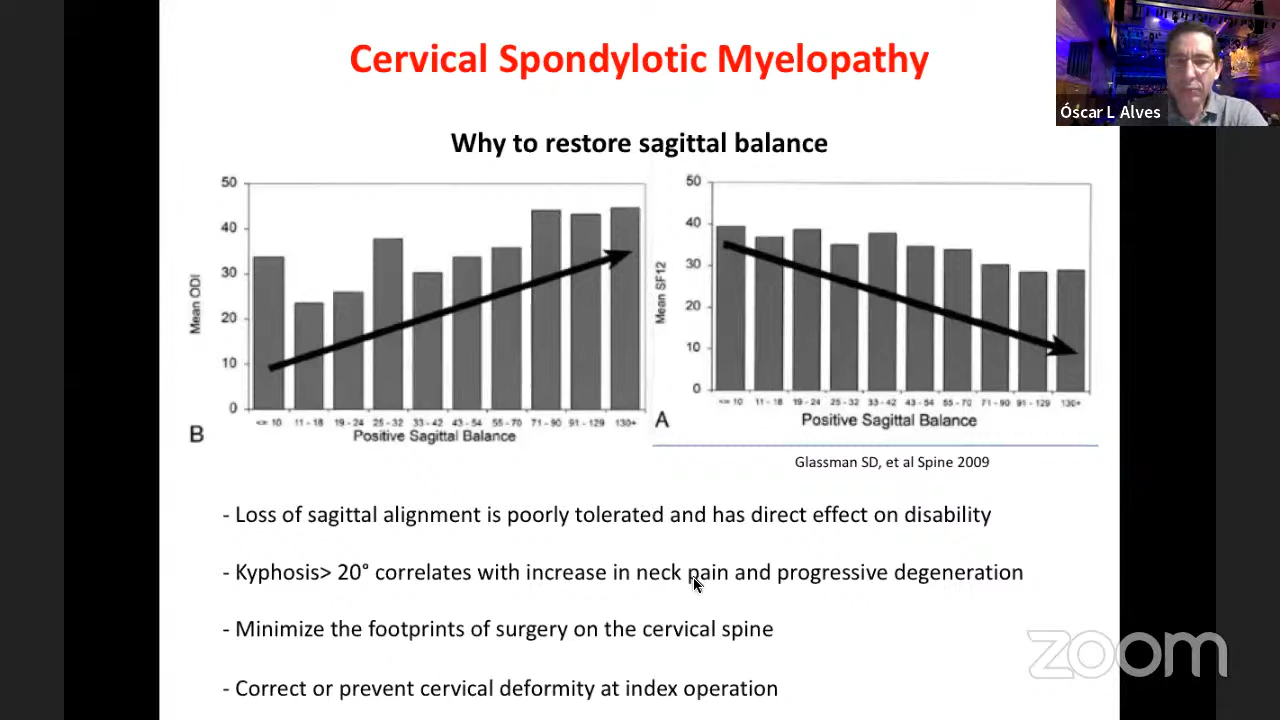 Cervical Spondylotic Myelopathy
Óscar L Alves
Why to restore sagittal balance
50
40
30
20
10
0
Mean ODI
<= 10 11 - 18 19 - 24 25 - 32 33 - 42 43 - 54 55 - 70 71 - 90 91 - 129 130+
Positive Sagittal Balance
B
50
40
30
20
10
0
Mean SF12
<= 10 11 - 18 19 - 24 25 - 32 33 - 42 43 - 54 55 - 70 71 - 90 91 - 129 130+
Positive Sagittal Balance
A
Glassman SD, et al Spine 2009
- Loss of sagittal alignment is poorly tolerated and has direct effect on disability
- Kyphosis> 20° correlates with increase in neck pain and progressive degeneration
- Minimize the footprints of surgery on the cervical spine
- Correct or prevent cervical deformity at index operation
zoom